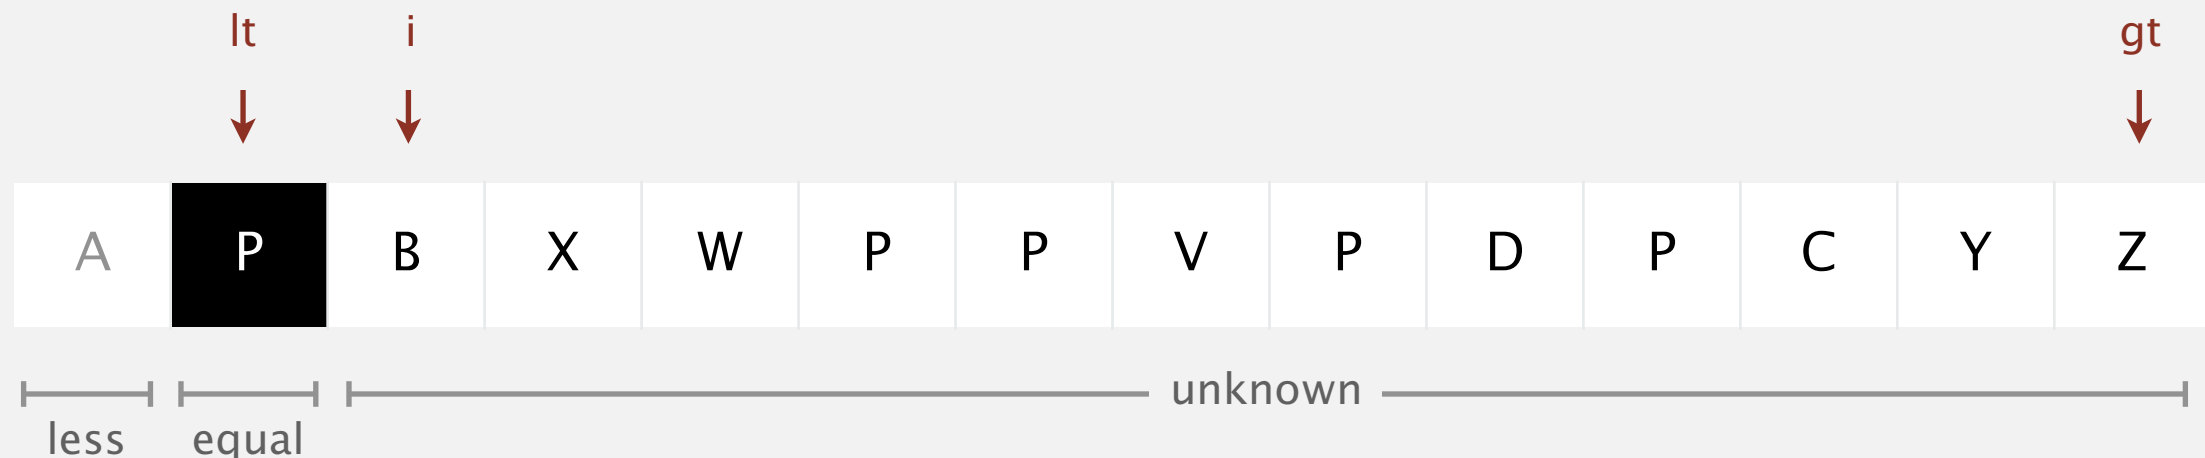 lt i gt
A P B X W P P V P D P C Y Z
unknown
less equal